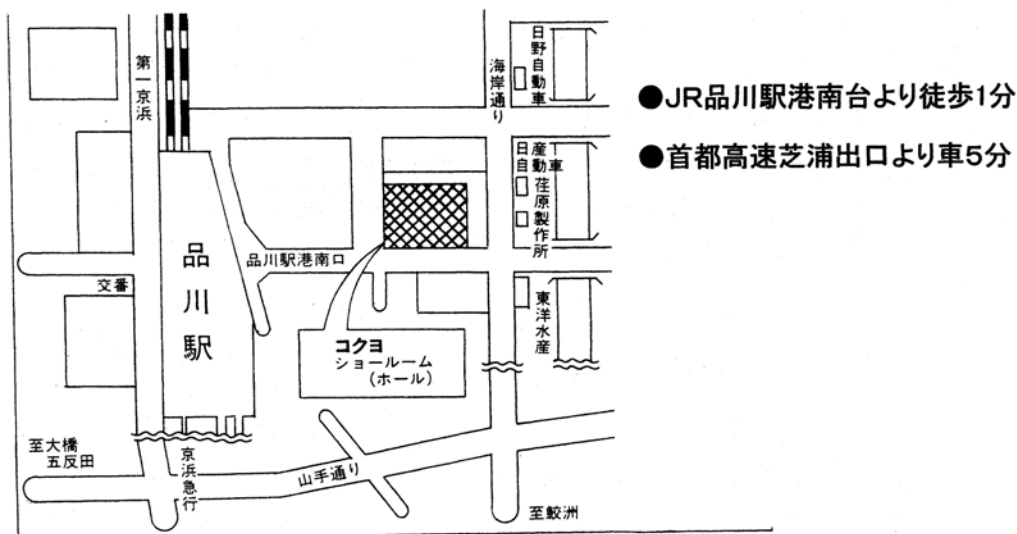 第一京浜
海岸通り
日野自動車
●JR品川駅港南台より徒歩1分
●首都高速芝浦出口より車5分
日産
自動車
荏原製作所
品川駅港南口
品川駅
交番
東洋水産
コクヨ
ショールーム
(ホール)
至大橋
五反田
京浜急行
山手通り
至鮫洲